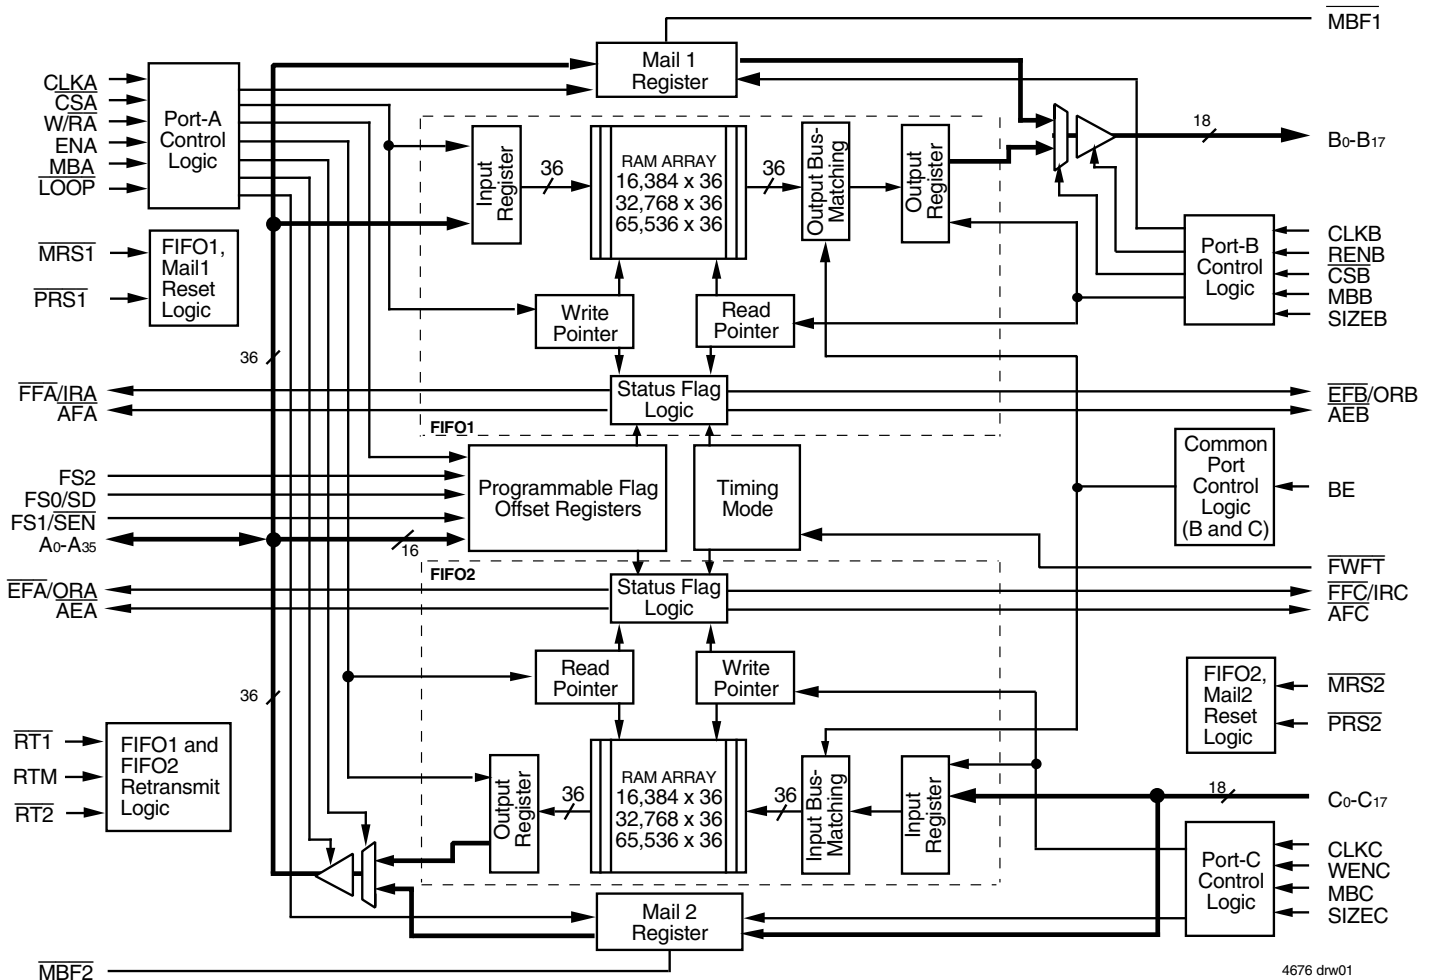 MBF1
Mail 1
Register
CLKA
CSA
W/RA
ENA
MBA
LOOP
Port-A
Control
Logic
MRS1
PRS1
FIFO1,
Mail1
Reset
Logic
36
Input
Register
36
RAM ARRAY
16,384 x 36
32,768 x 36
65,536 x 36
36
Output Bus-
Matching
Output
Register
18
B0-B17
Port-B
Control
Logic
CLKB
RENB
CSB
MBB
SIZEB
Write
Pointer
Read
Pointer
FFA/IRA
AFA
Status Flag
Logic
EFB/ORB
AEB
FIFO1
FS2
FS0/SD
FS1/SEN
A0-A35
Programmable Flag
Offset Registers
16
Timing
Mode
Common
Port
Control
Logic
(B and C)
BE
FWFT
FIFO2
EFA/ORA
AEA
Status Flag
Logic
FFC/IRC
AFC
Read
Pointer
Write
Pointer
36
FIFO2,
Mail2
Reset
Logic
MRS2
PRS2
RT1
RTM
RT2
FIFO1 and
FIFO2
Retransmit
Logic
Output
Register
36
RAM ARRAY
16,384 x 36
32,768 x 36
65,536 x 36
36
Input Bus-
Matching
Input
Register
18
C0-C17
Port-C
Control
Logic
CLKC
WENC
MBC
SIZEC
Mail 2
Register
MBF2
4676 drw01